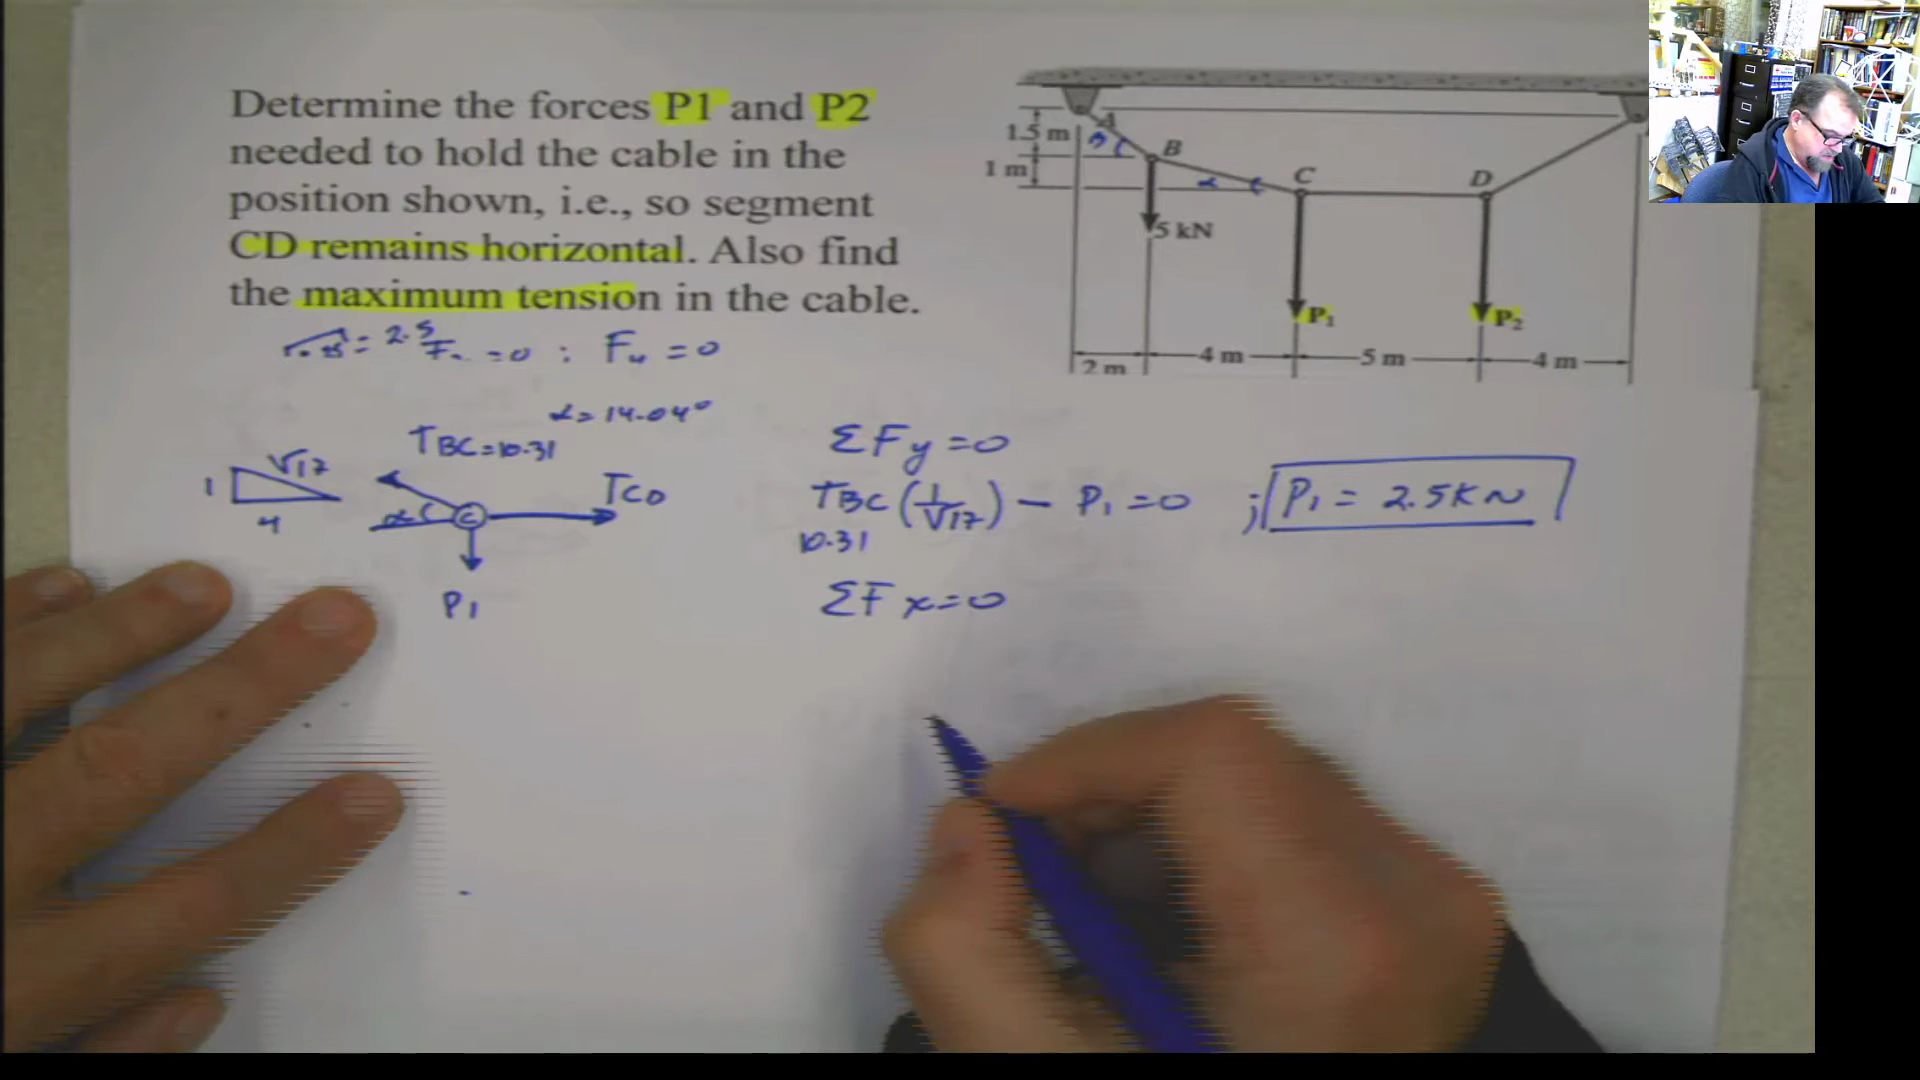 Determine the forces P1 and P2
needed to hold the cable in the
position shown, i.e., so segment
CD remains horizontal. Also find
the maximum tension in the cable.
= 2.5
= 0 : F = 0
α = 14.04°
TBC = 10.31
1 √17
4
α C TCD
P1
ΣFy = 0
TBC (1/√17) - P1 = 0 ; P1 = 2.5 KN
10.31
ΣFx = 0
A
1.5 m
B
1 m
α
C
D
5 kN
P1
P2
2 m
4 m
5 m
4 m